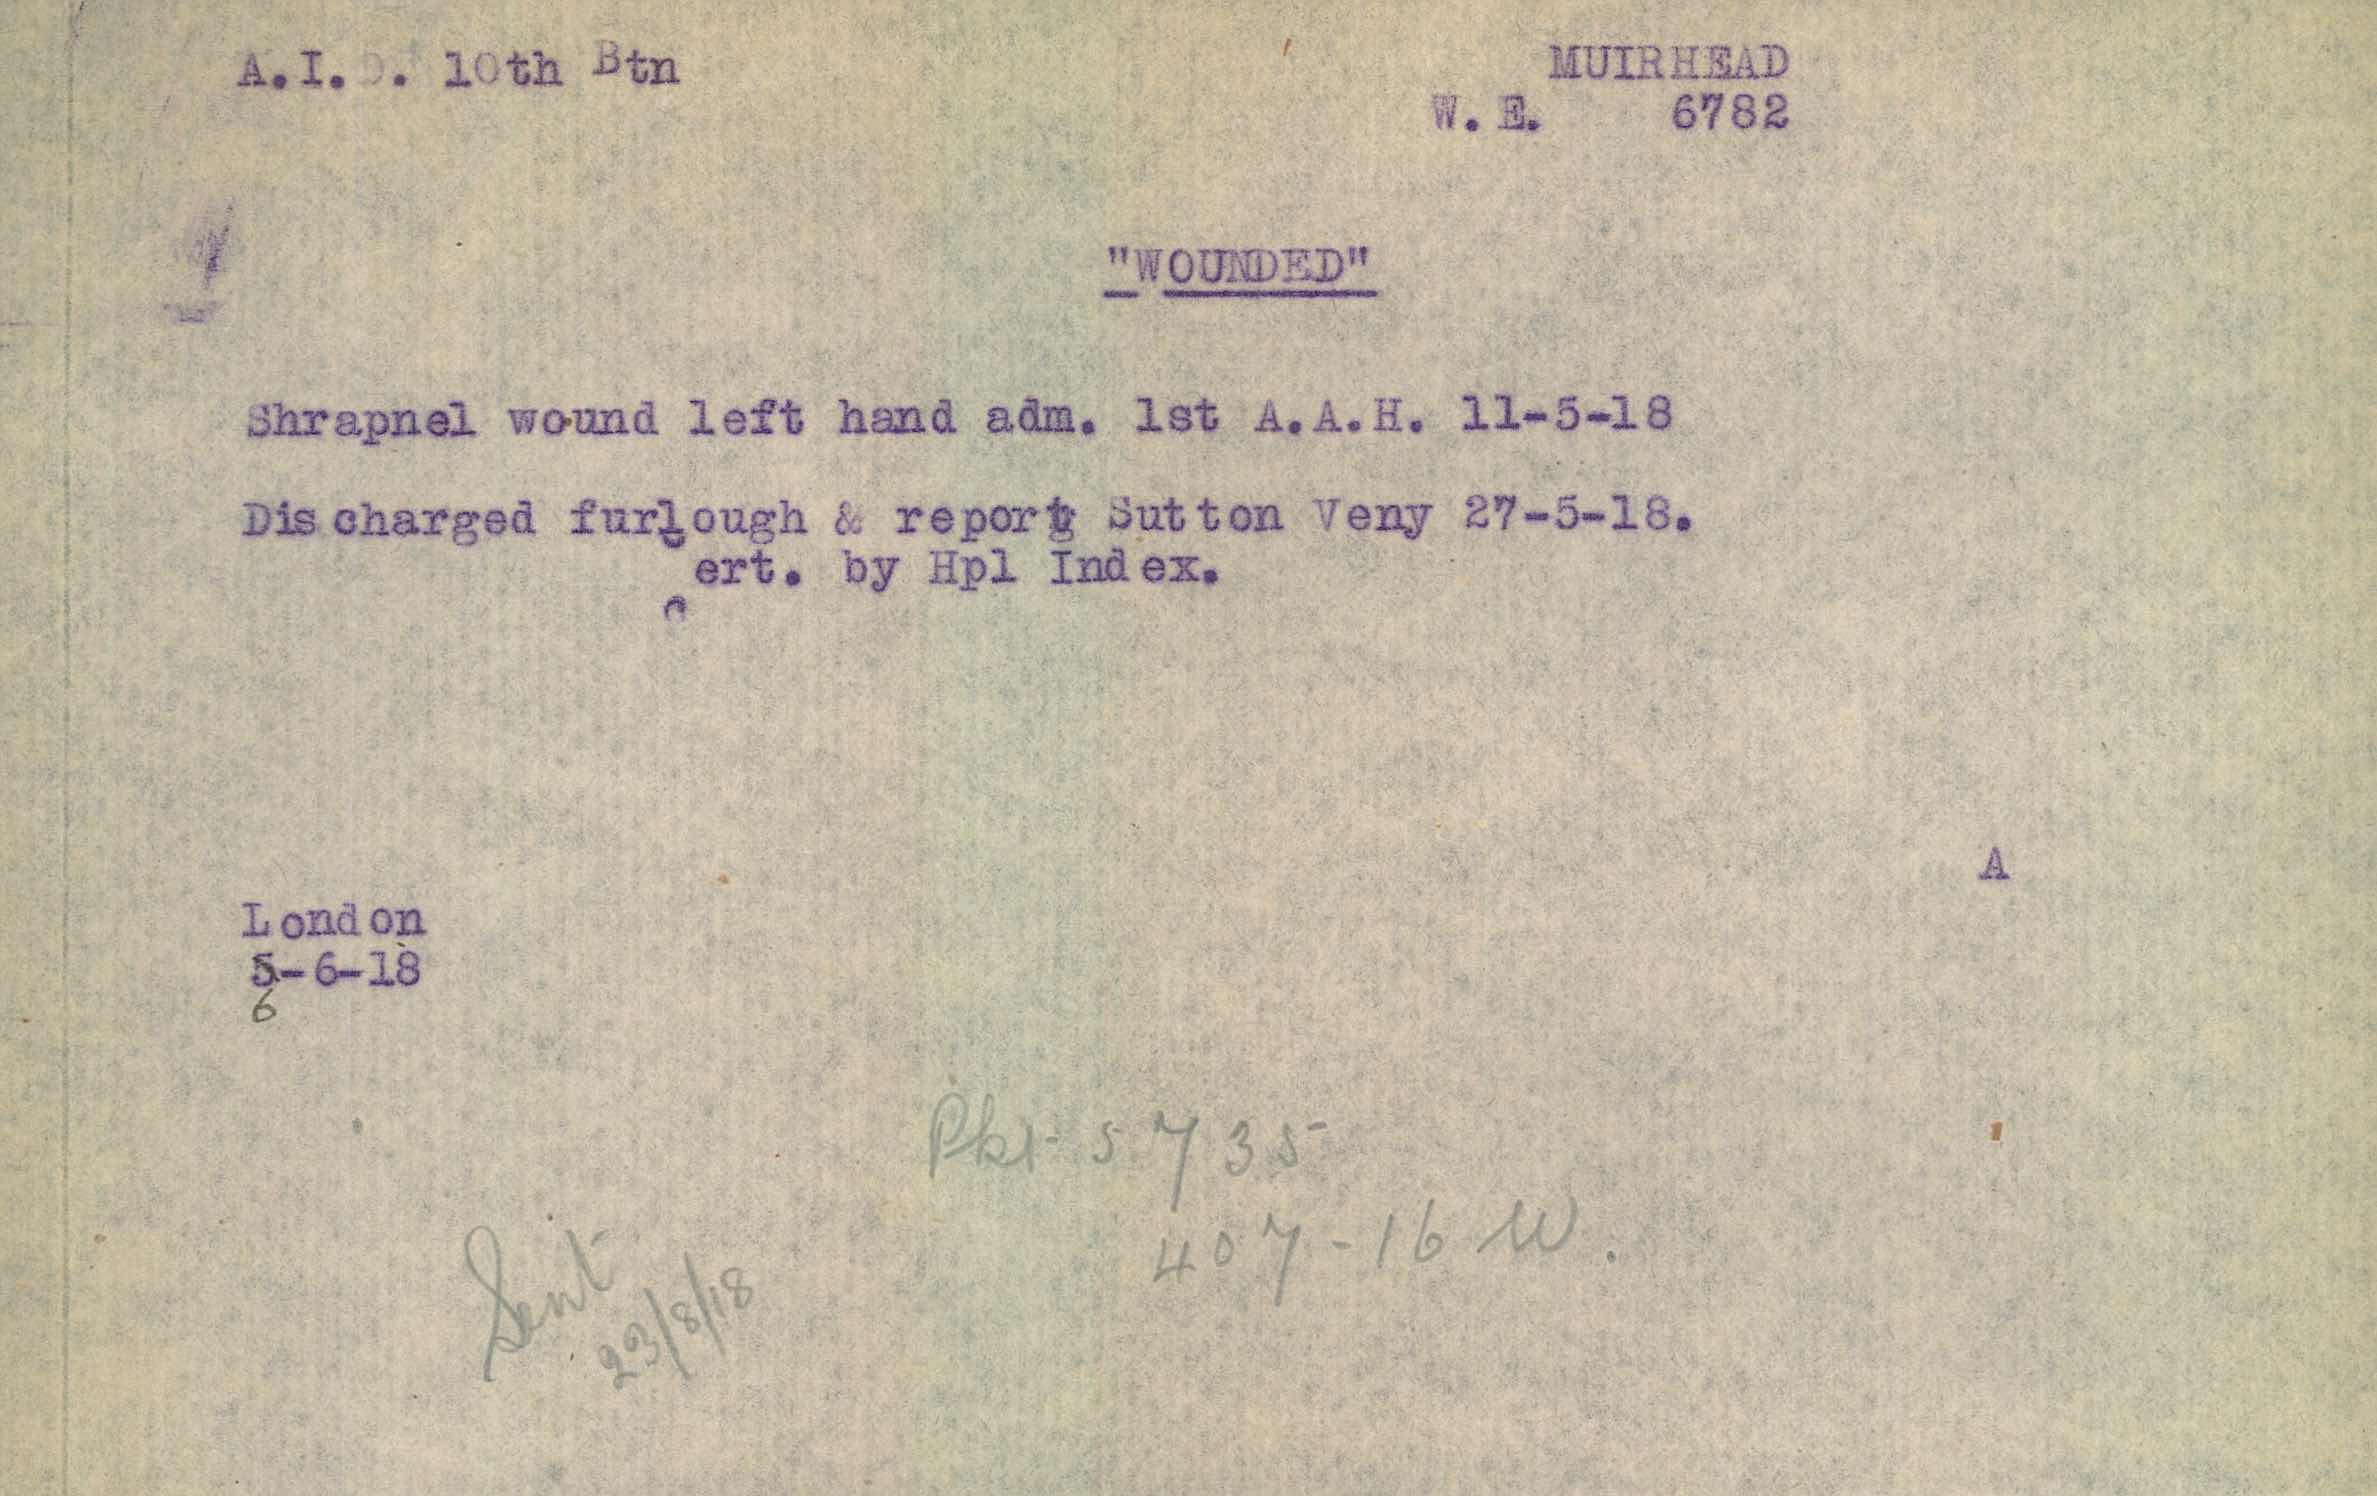 A.I.D. 10th Btn
MUIRHEAD
W.E. 6782
"WOUNDED"
Shrapnel wound left hand adm. 1st A.A.H. 11-5-18
Discharged furlough & report Sutton Veny 27-5-18.
Cert. by Hpl Index.
A
London
5-6-18
6
Pkt 5735
407-16 W.
Sent
23/8/18